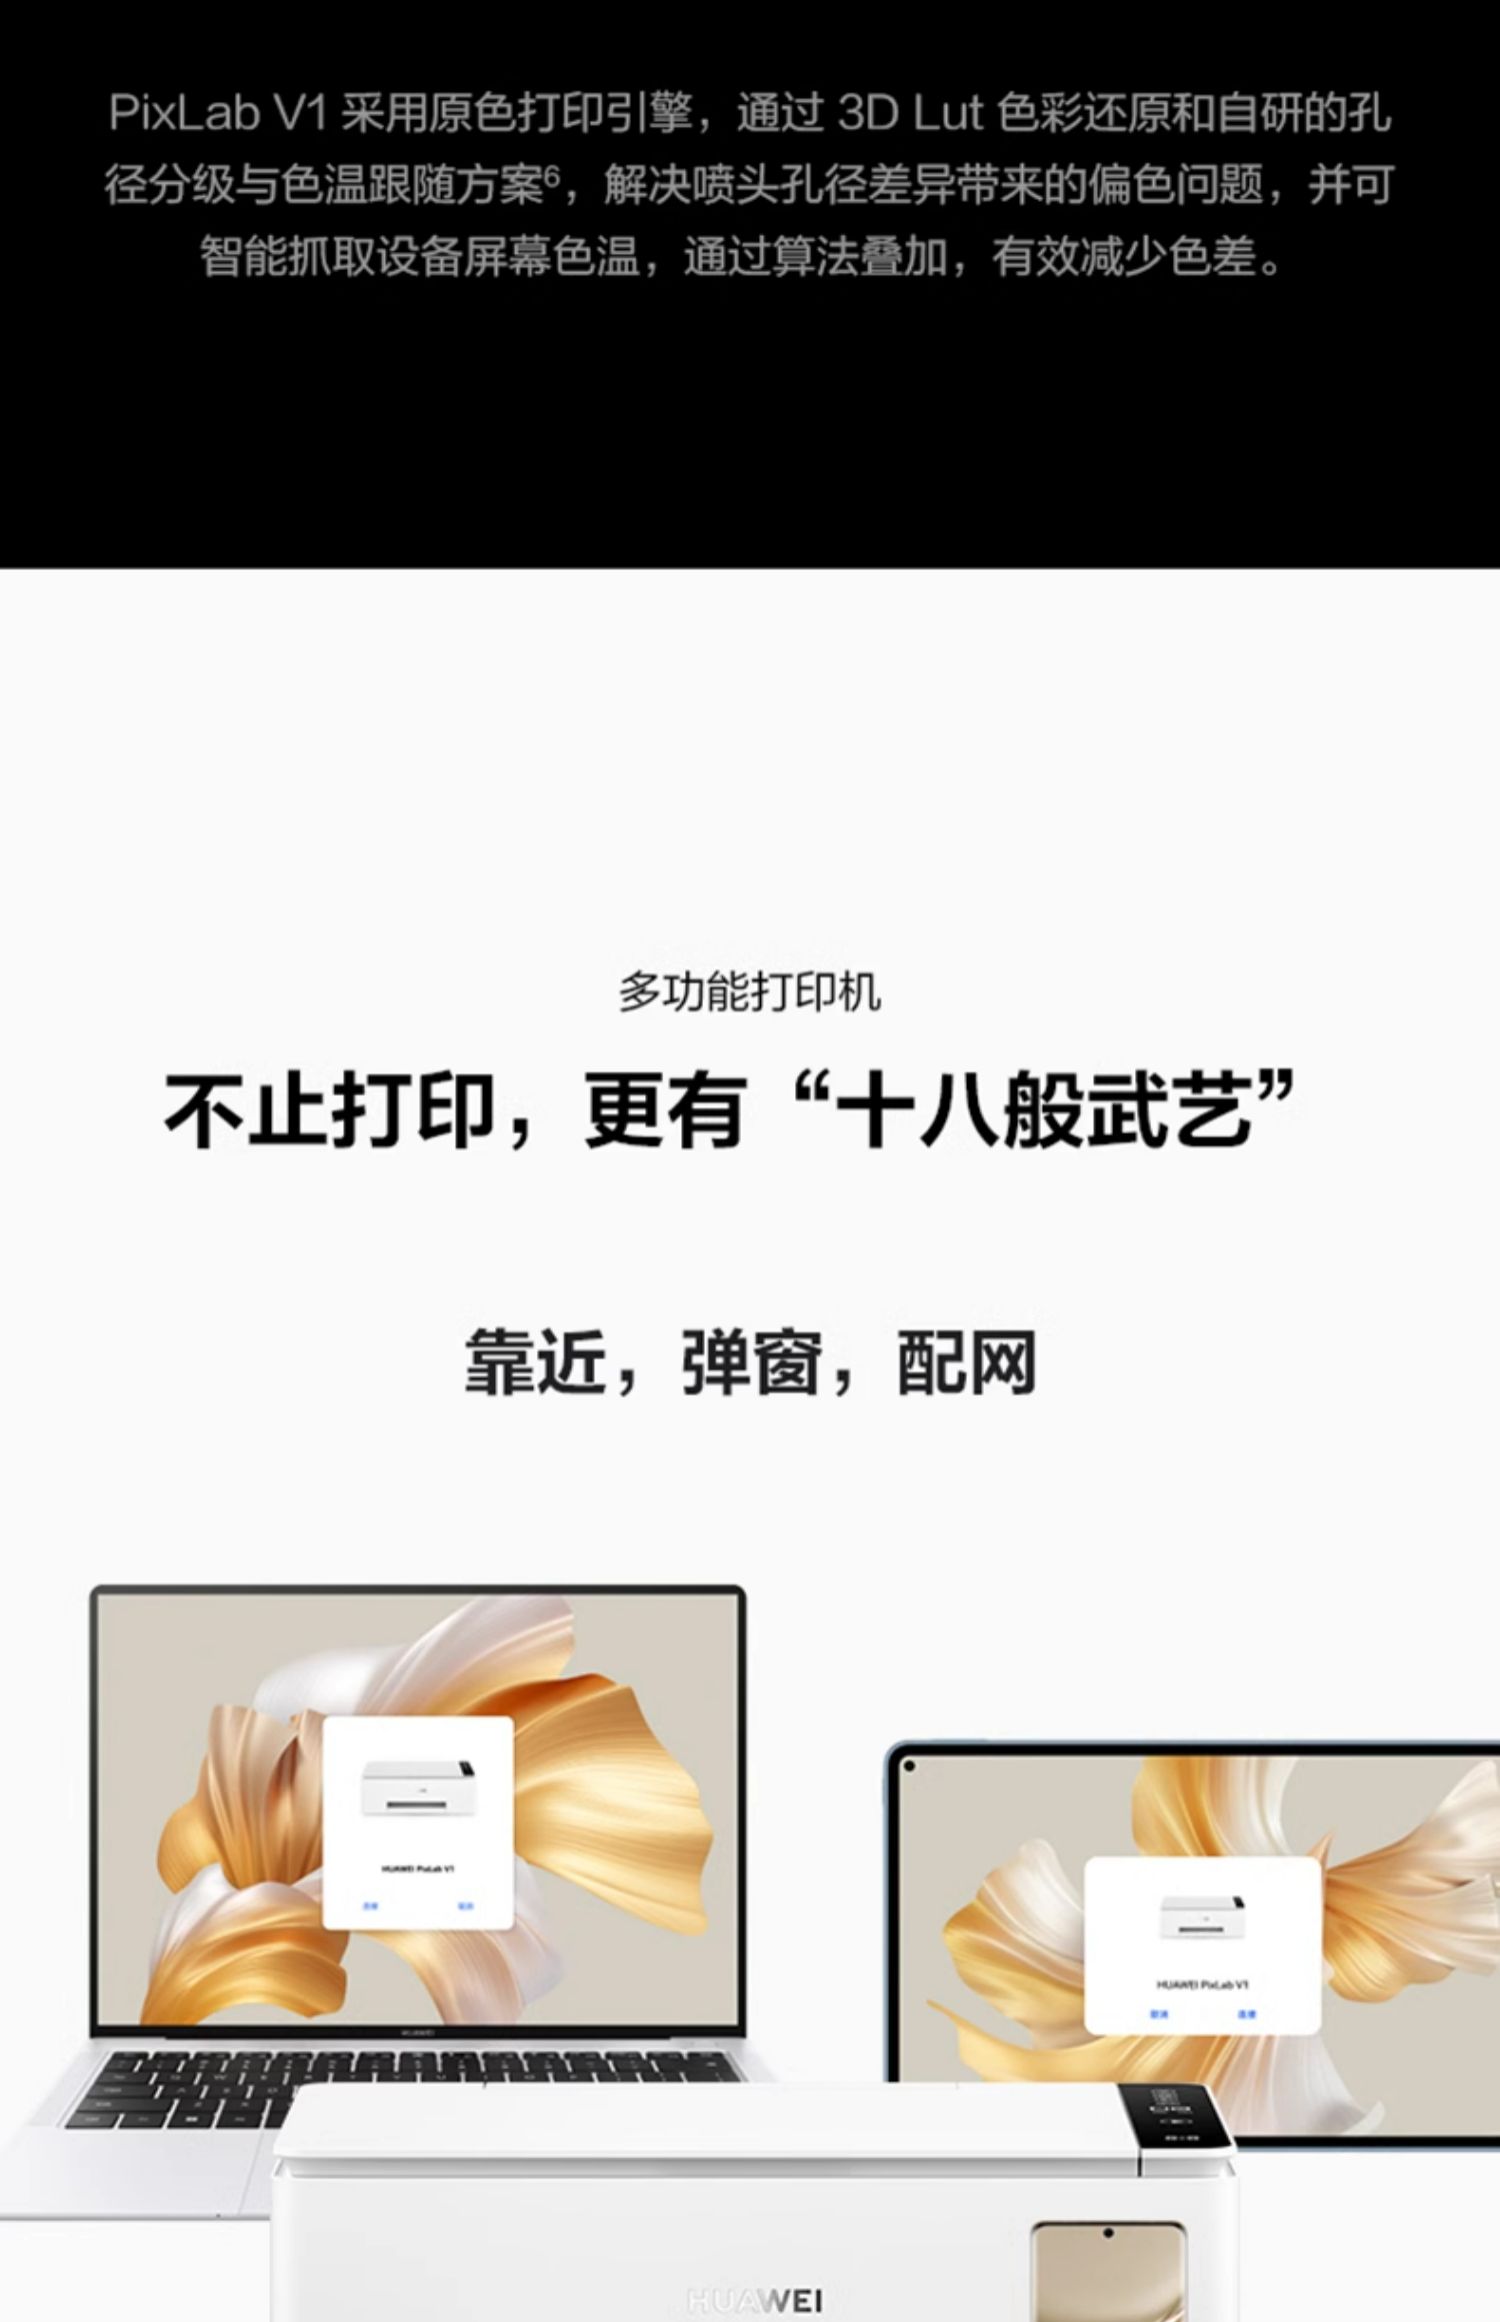 PixLab V1 采用原色打印引擎，通过 3D Lut 色彩还原和自研的孔
径分级与色温跟随方案6，解决喷头孔径差异带来的偏色问题，并可
智能抓取设备屏幕色温，通过算法叠加，有效减少色差。
多功能打印机
不止打印，更有“十八般武艺”
靠近，弹窗，配网
HUAWEI PixLab V1
HUAWEI PixLab V1
取消 连接
HUAWEI
HUAWEI